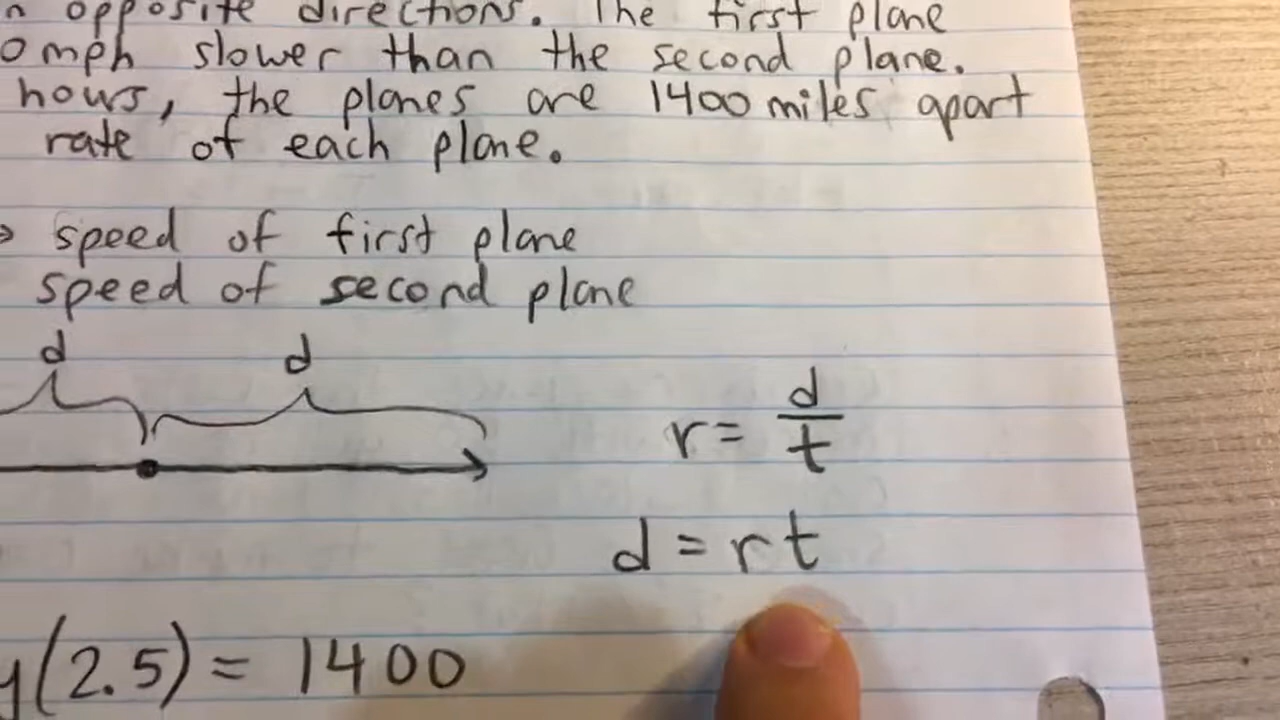 opposite directions. The first plane
0mph slower than the second plane.
hours, the planes are 1400 miles apart
rate of each plane.
speed of first plane
speed of second plane
d d
r = d/t
d = rt
y(2.5) = 1400